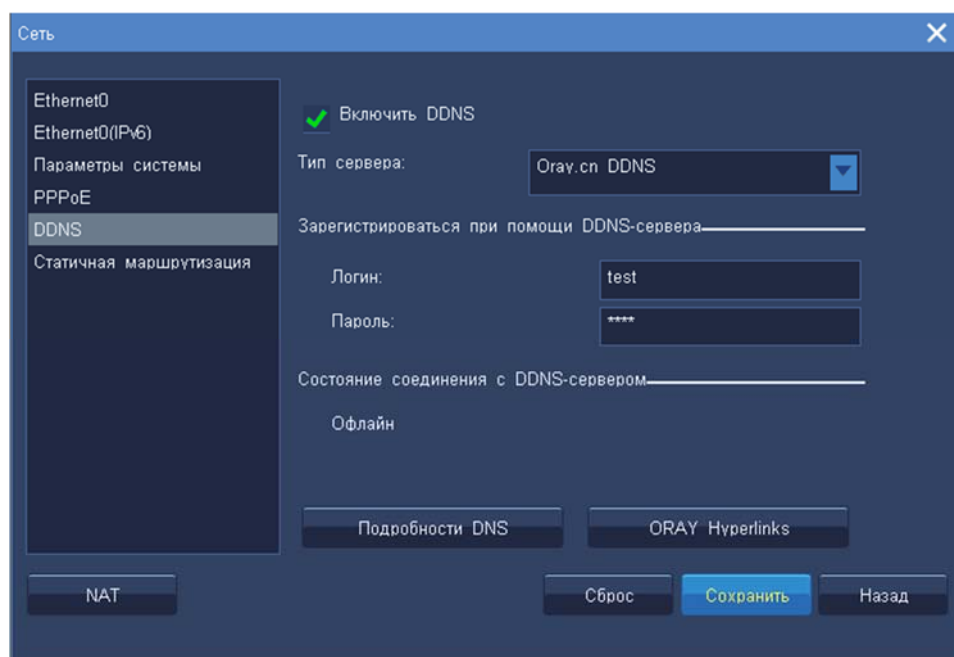 Сеть
Ethernet0
Ethernet0(IPv6)
Параметры системы
PPPoE
DDNS
Статичная маршрутизация
Включить DDNS
Тип сервера:
Oray.cn DDNS
Зарегистрироваться при помощи DDNS-сервера
Логин:
test
Пароль:
****
Состояние соединения с DDNS-сервером
Офлайн
Подробности DNS
ORAY Hyperlinks
NAT
Сброс
Сохранить
Назад